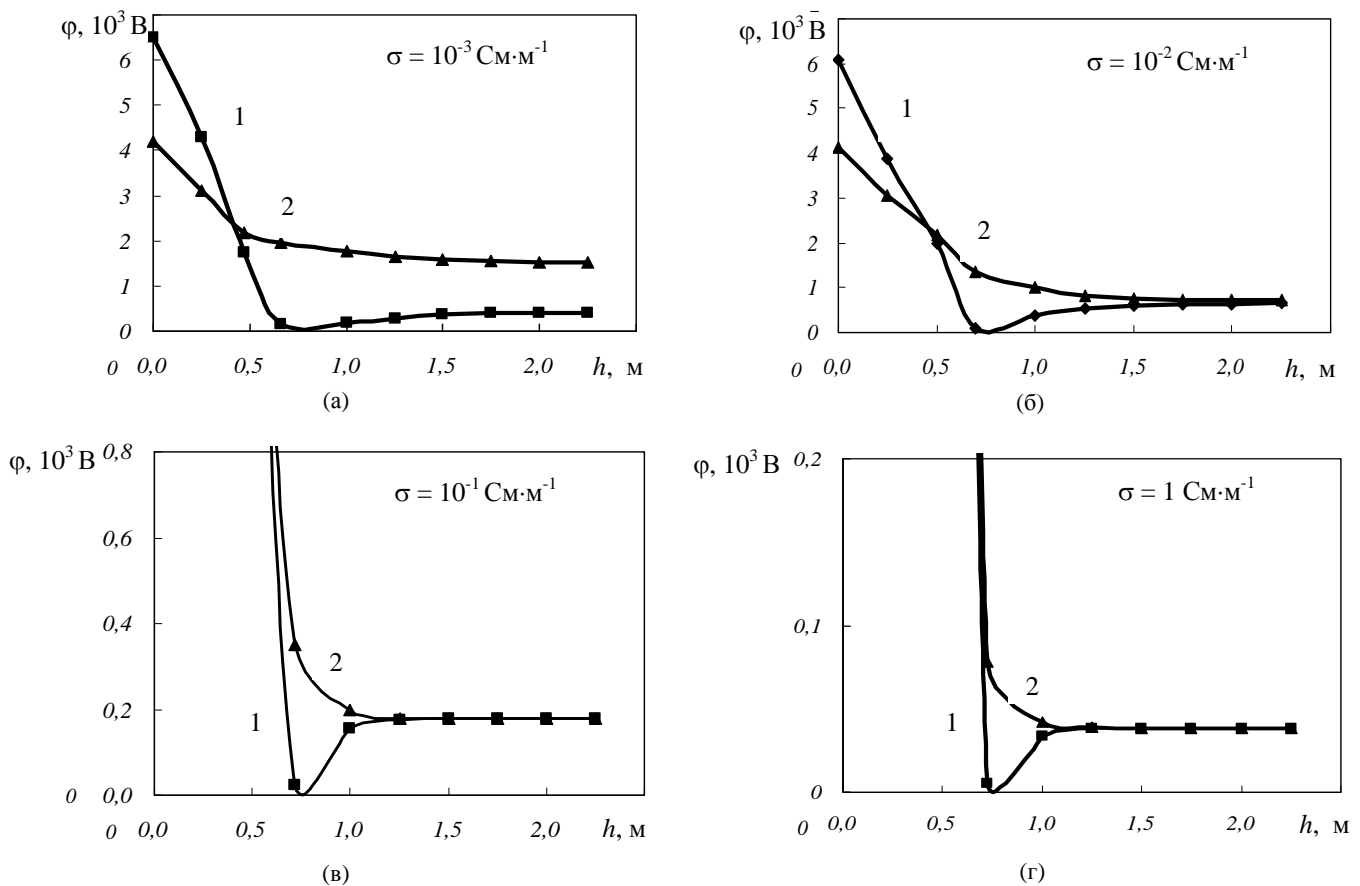 φ, 10³ В
σ = 10⁻³ См·м⁻¹
6
5
4
3
2
1
0
1
2
0 0,0 0,5 1,0 1,5 2,0 h, м
(а)
φ, 10³ В
σ = 10⁻² См·м⁻¹
6
5
4
3
2
1
0
1
2
0 0,0 0,5 1,0 1,5 2,0 h, м
(б)
φ, 10³ В
σ = 10⁻¹ См·м⁻¹
0,8
0,6
0,4
0,2
0 0,0
2
1
0 0,0 0,5 1,0 1,5 2,0 h, м
(в)
φ, 10³ В
σ = 1 См·м⁻¹
0,2
0,1
0
2
1
0 0,0 0,5 1,0 1,5 2,0 h, м
(г)